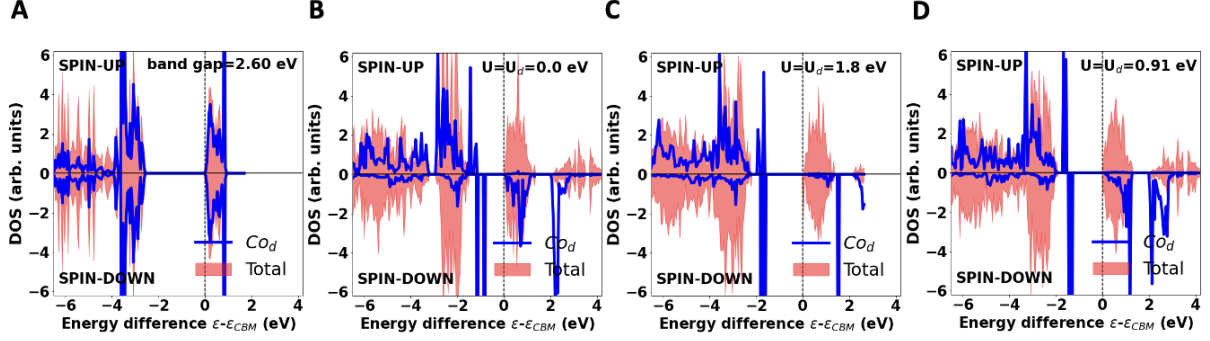 A
B
C
D
SPIN-UP band gap=2.60 eV
SPIN-UP U=U_d=0.0 eV
SPIN-UP U=U_d=1.8 eV
SPIN-UP U=U_d=0.91 eV
DOS (arb. units)
DOS (arb. units)
DOS (arb. units)
DOS (arb. units)
6
4
2
0
−2
−4
−6
6
4
2
0
−2
−4
−6
6
4
2
0
−2
−4
−6
6
4
2
0
−2
−4
−6
Co_d
Total
Co_d
Total
Co_d
Total
Co_d
Total
SPIN-DOWN
SPIN-DOWN
SPIN-DOWN
SPIN-DOWN
−6 −4 −2 0 2 4
−6 −4 −2 0 2 4
−6 −4 −2 0 2 4
−6 −4 −2 0 2 4
Energy difference ε-ε_CBM (eV)
Energy difference ε-ε_CBM (eV)
Energy difference ε-ε_CBM (eV)
Energy difference ε-ε_CBM (eV)